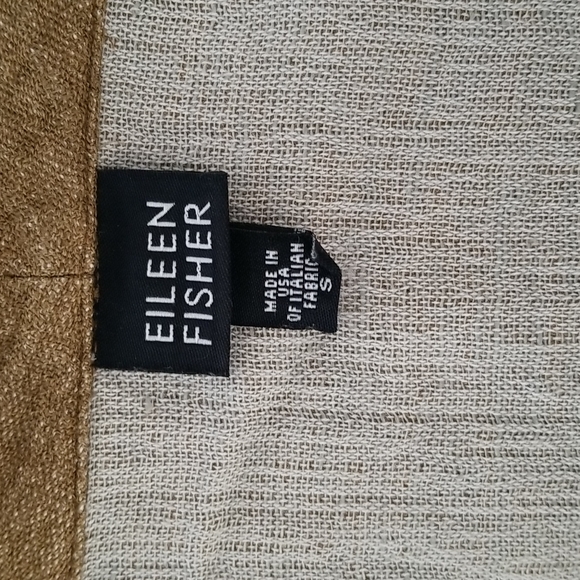 EILEEN
FISHER
MADE IN
USA
OF ITALIAN
FABRIC
S